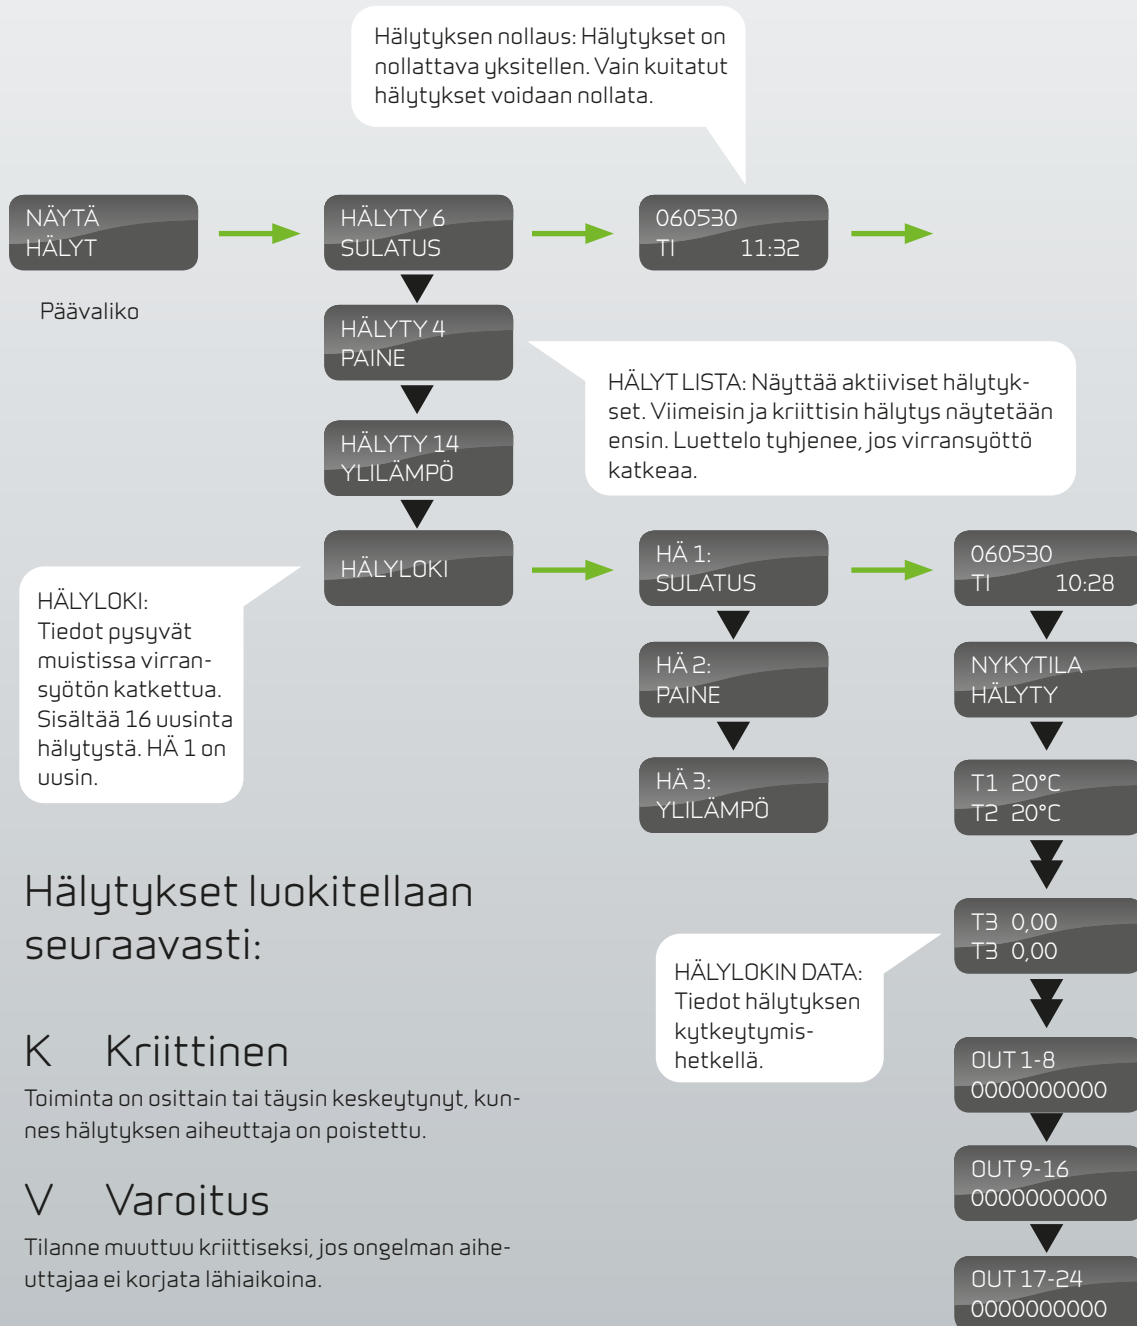 Hälytyksen nollaus: Hälytykset on
nollattava yksitellen. Vain kuitatut
hälytykset voidaan nollata.
NÄYTÄ
HÄLYT
Päävaliko
HÄLYTY 6
SULATUS
060530
TI 11:32
HÄLYTY 4
PAINE
HÄLYT LISTA: Näyttää aktiiviset hälytyk-
set. Viimeisin ja kriittisin hälytys näytetään
ensin. Luettelo tyhjenee, jos virransyöttö
katkeaa.
HÄLYTY 14
YLILÄMPÖ
HÄLYLOKI
HÄ 1:
SULATUS
060530
TI 10:28
HÄLYLOKI:
Tiedot pysyvät
muistissa virran-
syötön katkettua.
Sisältää 16 uusinta
hälytystä. HÄ 1 on
uusin.
HÄ 2:
PAINE
NYKYTILA
HÄLYTY
HÄ 3:
YLILÄMPÖ
T1 20°C
T2 20°C
T3 0,00
T3 0,00
HÄLYLOKIN DATA:
Tiedot hälytyksen
kytkeytymis-
hetkellä.
OUT 1-8
0000000000
OUT 9-16
0000000000
OUT 17-24
0000000000
Hälytykset luokitellaan
seuraavasti:
K Kriittinen
Toiminta on osittain tai täysin keskeytynyt, kun-
nes hälytyksen aiheuttaja on poistettu.
V Varoitus
Tilanne muuttuu kriittiseksi, jos ongelman aihe-
uttajaa ei korjata lähiaikoina.